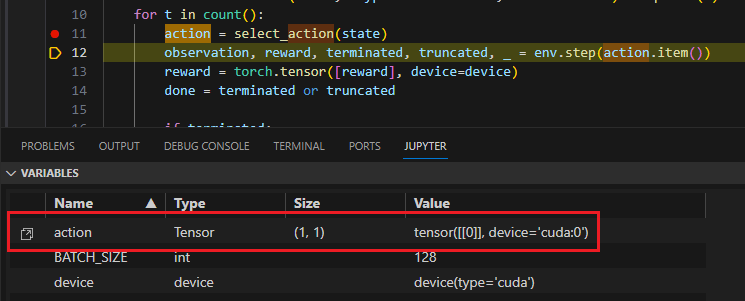 10 for t in count():
11 action = select_action(state)
12 observation, reward, terminated, truncated, _ = env.step(action.item())
13 reward = torch.tensor([reward], device=device)
14 done = terminated or truncated
15
16 if terminated:
PROBLEMS OUTPUT DEBUG CONSOLE TERMINAL PORTS JUPYTER
VARIABLES
Name Type Size Value
action Tensor (1, 1) tensor([[0]], device='cuda:0')
BATCH_SIZE int 128
device device device(type='cuda')